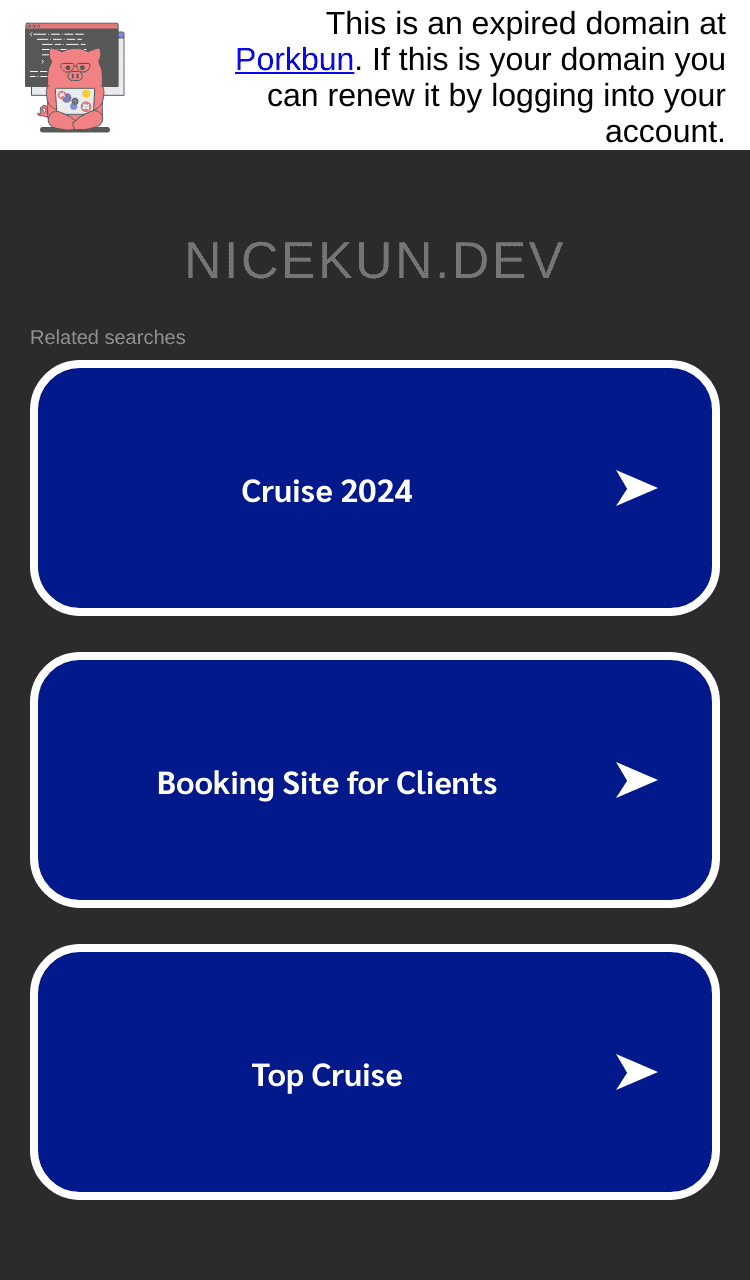 This is an expired domain at
Porkbun. If this is your domain you
can renew it by logging into your
account.
NICEKUN.DEV
Related searches
Cruise 2024
Booking Site for Clients
Top Cruise